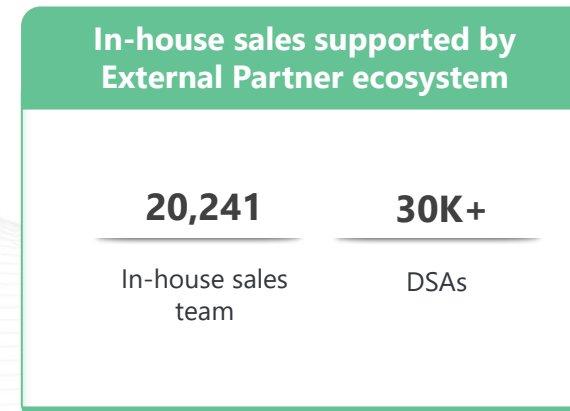 In-house sales supported by
External Partner ecosystem
20,241
In-house sales
team
30K+
DSAs